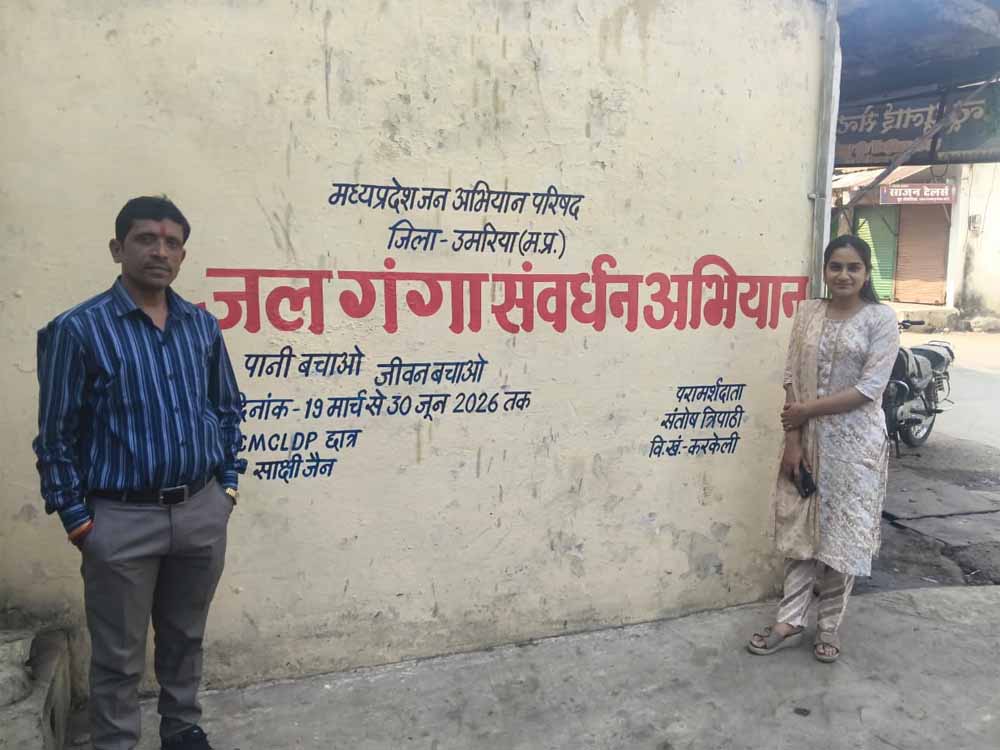 मध्यप्रदेश जन अभियान परिषद
जिला - उमरिया (म.प्र.)
जल गंगा संवर्धन अभियान
पानी बचाओ जीवन बचाओ
दिनांक - 19 मार्च से 30 जून 2026 तक
CMCLDP छात्र
साक्षी जैन
परामर्शदाता
संतोष त्रिपाठी
वि.खं:- करकेली
साजन टेलर्स